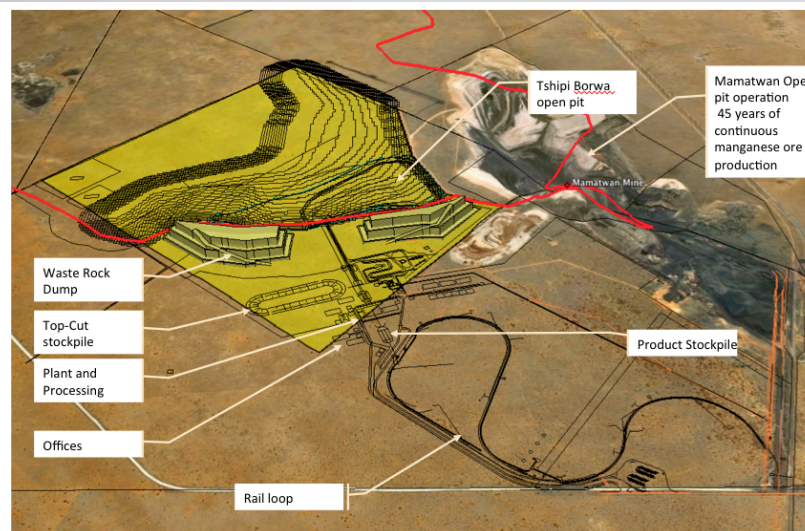 Tshipi Borwa
open pit
Mamatwan Ope
pit operation
45 years of
continuous
manganese ore
production
Mamatwan Mine
Waste Rock
Dump
Top-Cut
stockpile
Product Stockpile
Plant and
Processing
Offices
Rail loop